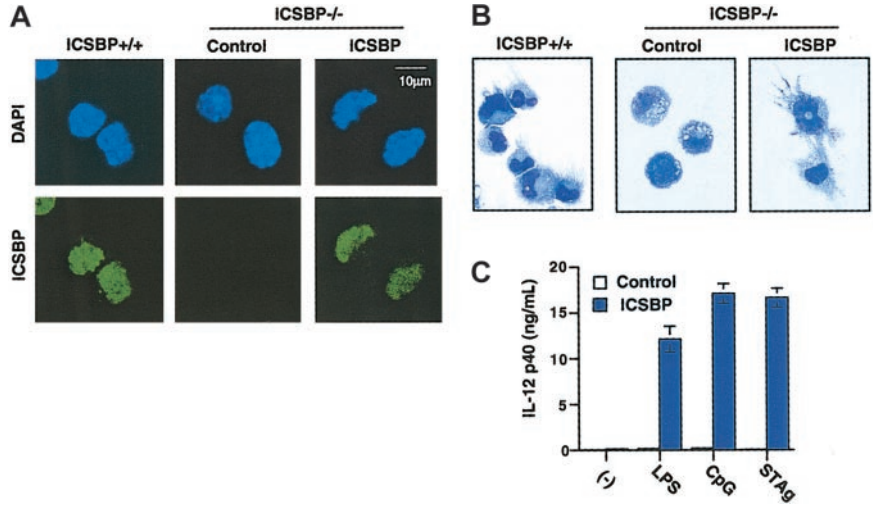 A
ICSBP-/-
ICSBP+/+
Control
ICSBP
DAPI
10μm
ICSBP
B
ICSBP-/-
ICSBP+/+
Control
ICSBP
C
IL-12 p40 (ng/mL)
20
15
10
5
0
Control
ICSBP
(-)
LPS
CpG
STAg